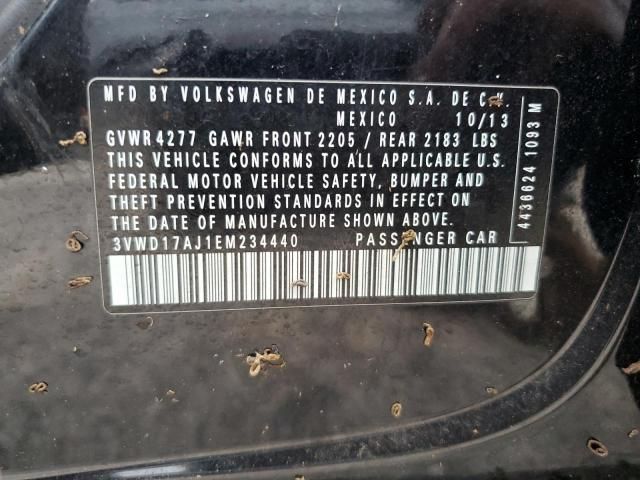 MFD BY VOLKSWAGEN DE MEXICO S.A. DE C.V.
MEXICO 10/13
GVWR 4277 GAWR FRONT 2205 / REAR 2183 LBS
THIS VEHICLE CONFORMS TO ALL APPLICABLE U.S.
FEDERAL MOTOR VEHICLE SAFETY, BUMPER AND
THEFT PREVENTION STANDARDS IN EFFECT ON
THE DATE OF MANUFACTURE SHOWN ABOVE.
3VWD17AJ1EM234440 PASSENGER CAR
4436624 1093 M